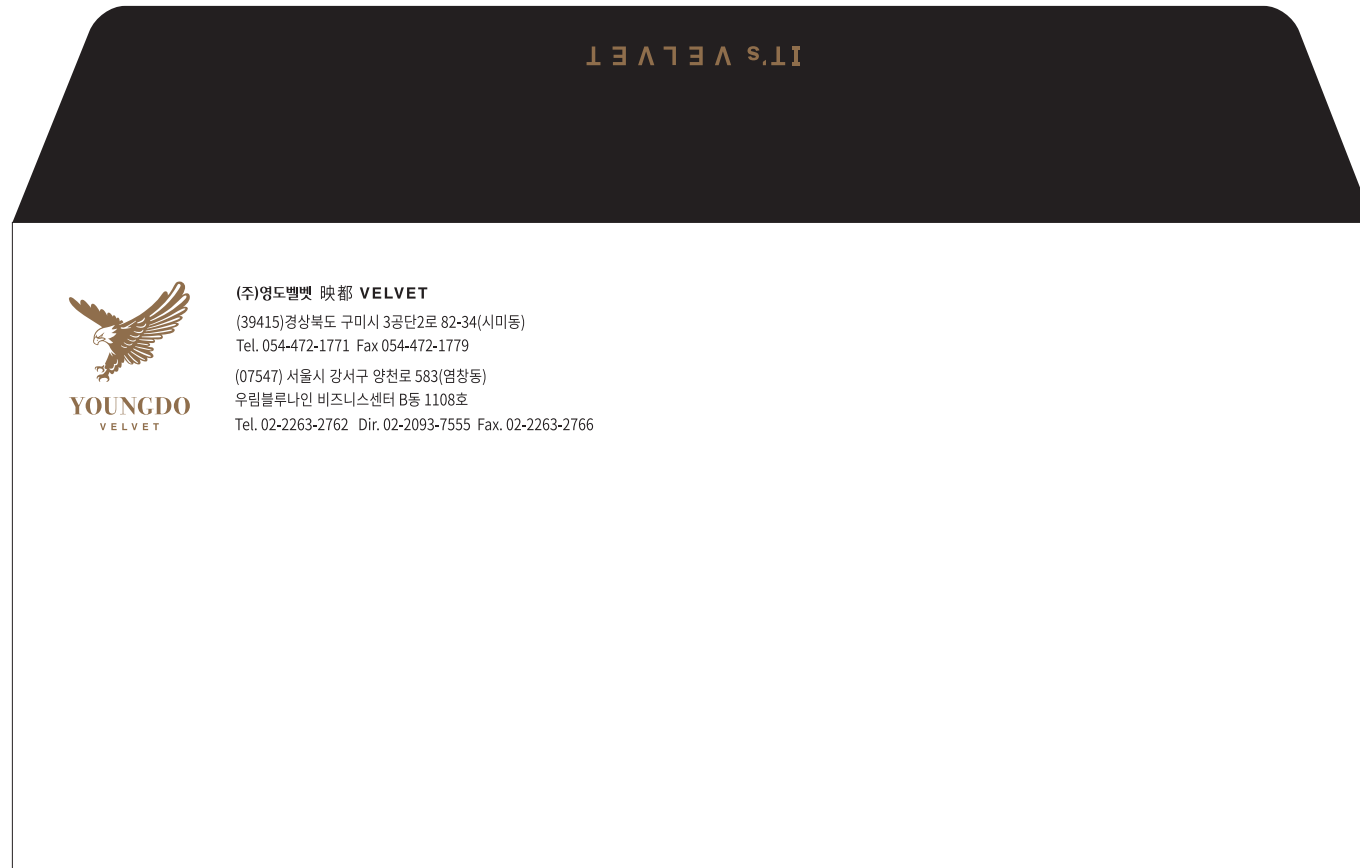 IT's VELVET
YOUNGDO
VELVET
(주)영도벨벳 映都 VELVET
(39415)경상북도 구미시 3공단2로 82-34(시미동)
Tel. 054-472-1771 Fax 054-472-1779
(07547) 서울시 강서구 양천로 583(염창동)
우림블루나인 비즈니스센터 B동 1108호
Tel. 02-2263-2762 Dir. 02-2093-7555 Fax. 02-2263-2766